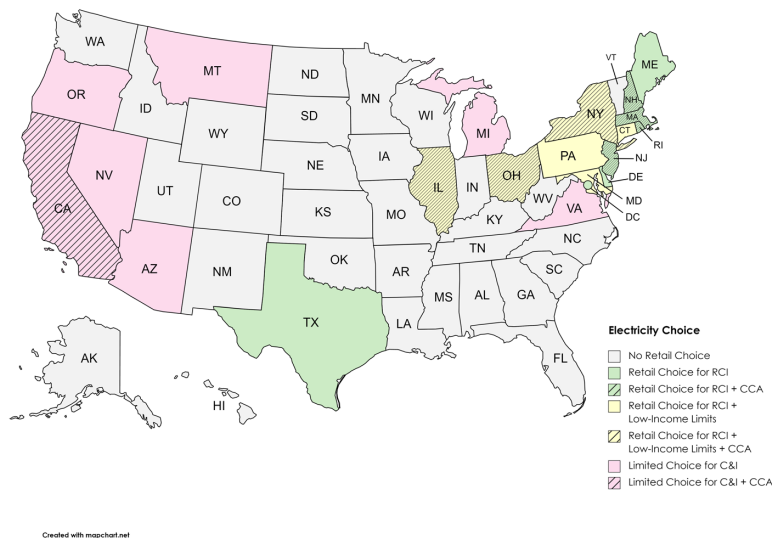 WA
MT
ND
MN
VT
ME
OR
ID
SD
WI
NH
NY
MA
WY
MI
CT
RI
IA
PA
NJ
NE
NV
OH
DE
IL
IN
UT
CO
WV
MD
CA
KS
MO
KY
VA
DC
NC
TN
OK
AZ
NM
AR
SC
MS
AL
GA
TX
LA
AK
FL
HI
Electricity Choice
No Retail Choice
Retail Choice for RCI
Retail Choice for RCI + CCA
Retail Choice for RCI +
Low-Income Limits
Retail Choice for RCI +
Low-Income Limits + CCA
Limited Choice for C&I
Limited Choice for C&I + CCA
Created with mapchart.net